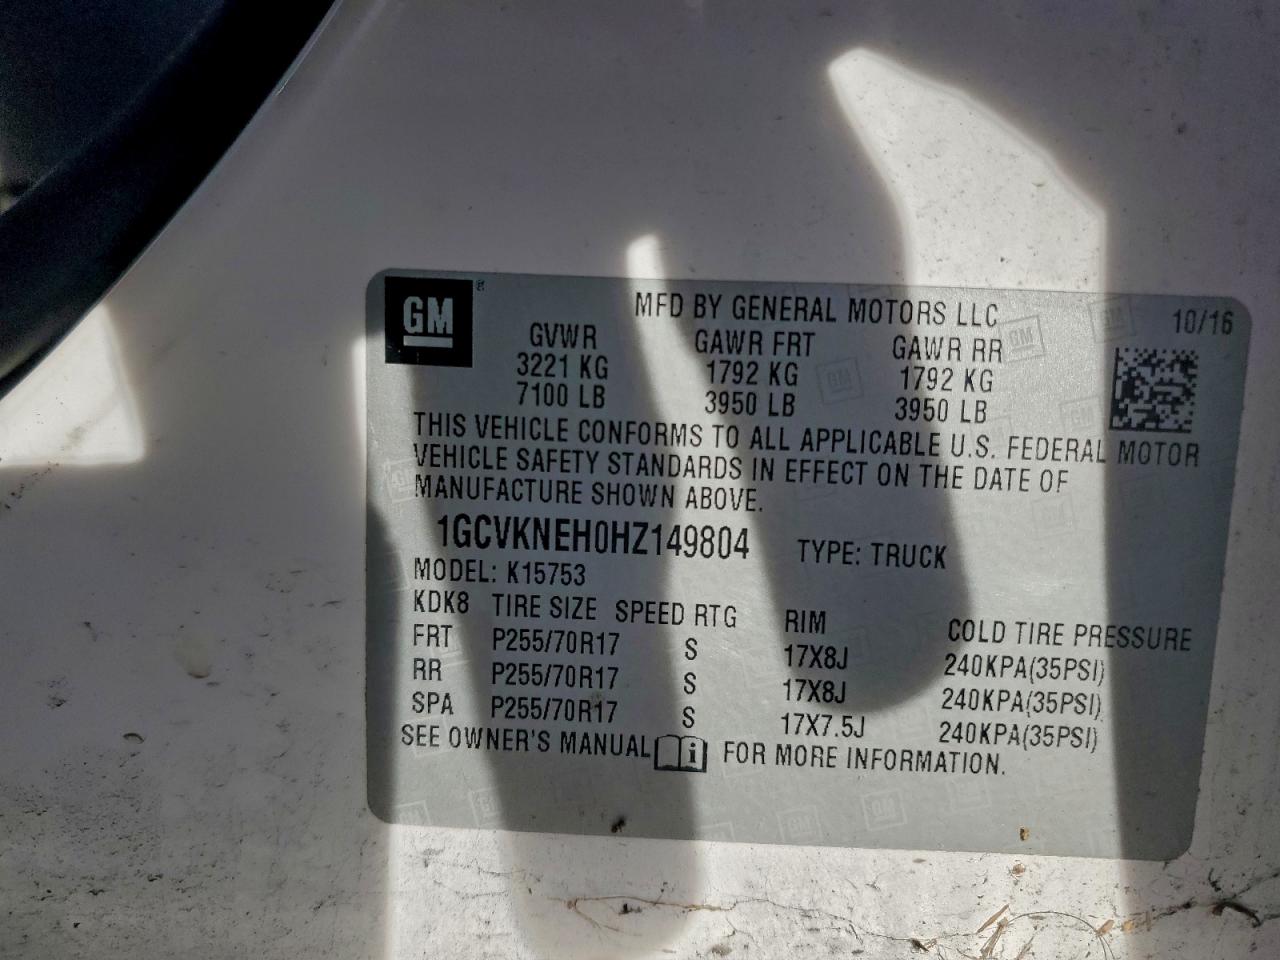 GM ®
MFD BY GENERAL MOTORS LLC 10/16
GVWR GAWR FRT GAWR RR
3221 KG 1792 KG 1792 KG
7100 LB 3950 LB 3950 LB
THIS VEHICLE CONFORMS TO ALL APPLICABLE U.S. FEDERAL MOTOR
VEHICLE SAFETY STANDARDS IN EFFECT ON THE DATE OF
MANUFACTURE SHOWN ABOVE.
1GCVKNEH0HZ149804 TYPE: TRUCK
MODEL: K15753
KDK8 TIRE SIZE SPEED RTG RIM COLD TIRE PRESSURE
FRT P255/70R17 S 17X8J 240KPA(35PSI)
RR P255/70R17 S 17X8J 240KPA(35PSI)
SPA P255/70R17 S 17X7.5J 240KPA(35PSI)
SEE OWNER'S MANUAL i FOR MORE INFORMATION.